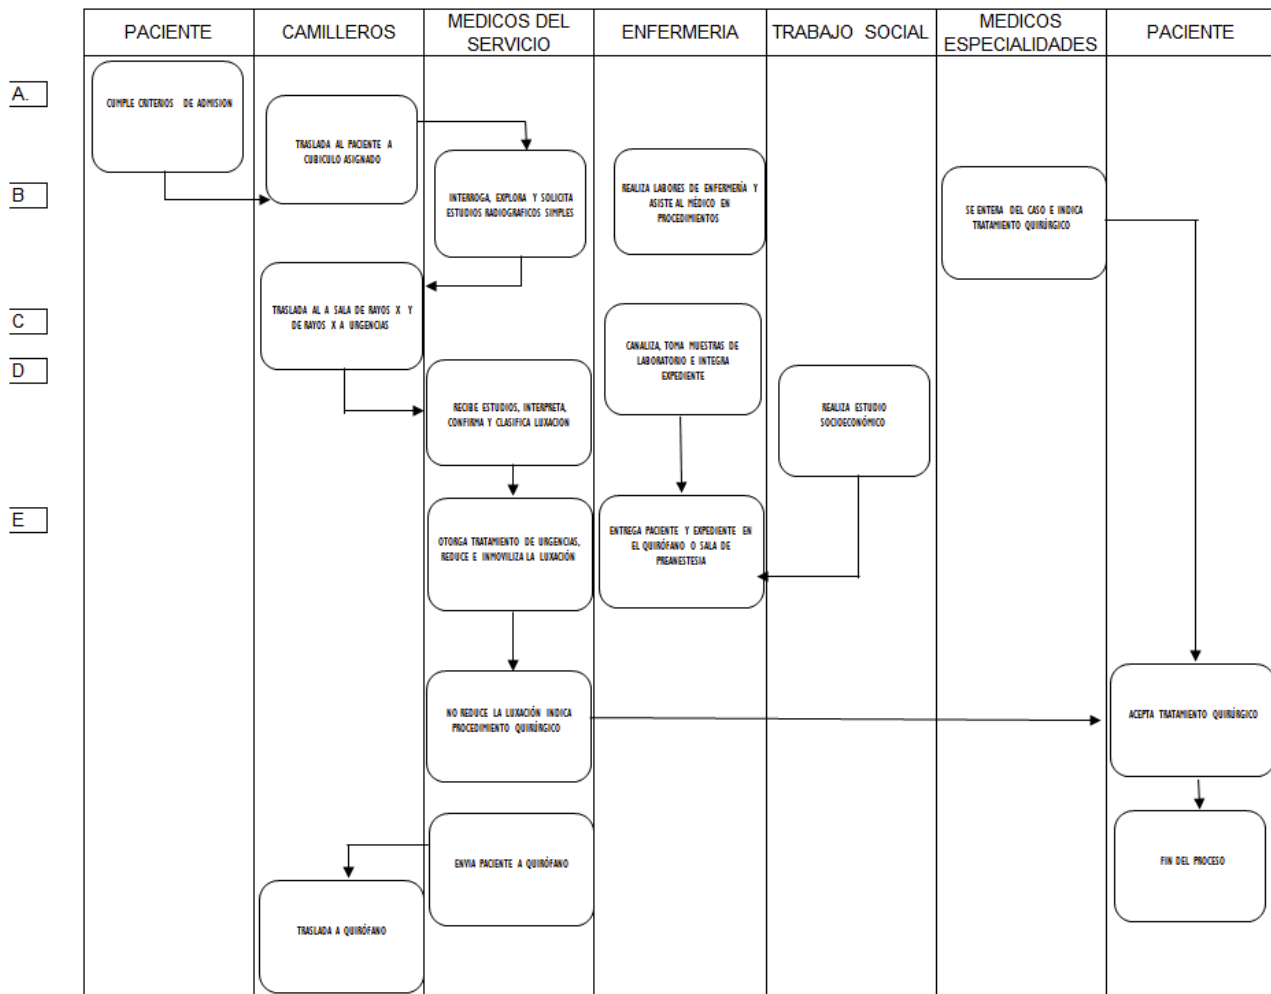 PACIENTE
CAMILLEROS
MEDICOS DEL
SERVICIO
ENFERMERIA
TRABAJO SOCIAL
MEDICOS
ESPECIALIDADES
PACIENTE
A.
CUMPLE CRITERIOS DE ADMISION
TRASLADA AL PACIENTE A
CUBICULO ASIGNADO
B
INTERROGA, EXPLORA Y SOLICITA
ESTUDIOS RADIOGRAFICOS SIMPLES
REALIZA LABORES DE ENFERMERÍA Y
ASISTE AL MÉDICO EN
PROCEDIMIENTOS
SE ENTERA DEL CASO E INDICA
TRATAMIENTO QUIRÚRGICO
C
TRASLADA AL A SALA DE RAYOS X Y
DE RAYOS X A URGENCIAS
CANALIZA, TOMA MUESTRAS DE
LABORATORIO E INTEGRA
EXPEDIENTE
D
RECIBE ESTUDIOS, INTERPRETA,
CONFIRMA Y CLASIFICA LUXACION
REALIZA ESTUDIO
SOCIOECONÓMICO
E
OTORGA TRATAMIENTO DE URGENCIAS,
REDUCE E INMOVILIZA LA LUXACIÓN
ENTREGA PACIENTE Y EXPEDIENTE EN
EL QUIRÓFANO O SALA DE
PREANESTESIA
NO REDUCE LA LUXACIÓN INDICA
PROCEDIMIENTO QUIRÚRGICO
ACEPTA TRATAMIENTO QUIRÚRGICO
ENVIA PACIENTE A QUIRÓFANO
FIN DEL PROCESO
TRASLADA A QUIRÓFANO